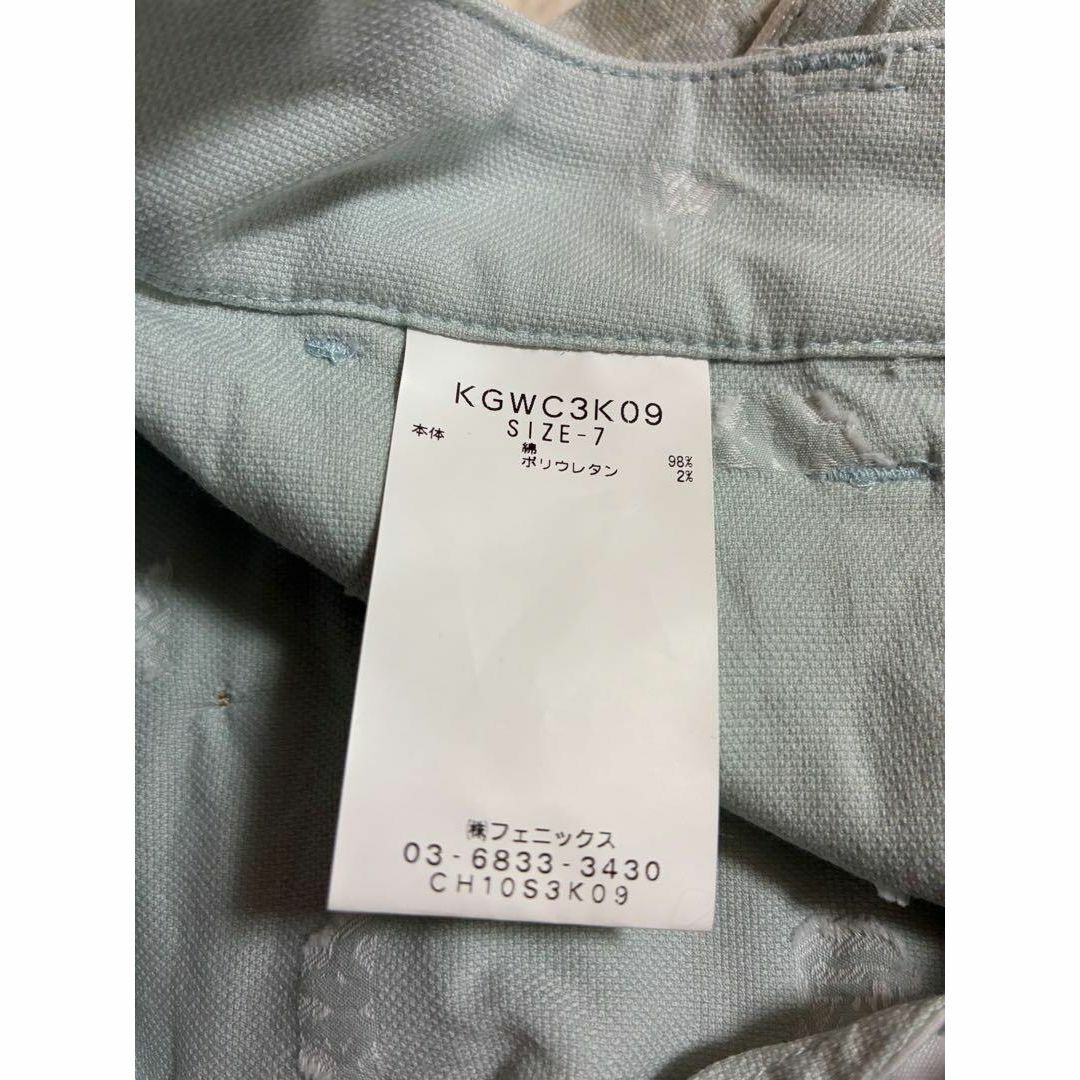 KGWC3K09
SIZE-7
本体 綿 98%
ポリウレタン 2%
㈱フェニックス
03-6833-3430
CH10S3K09